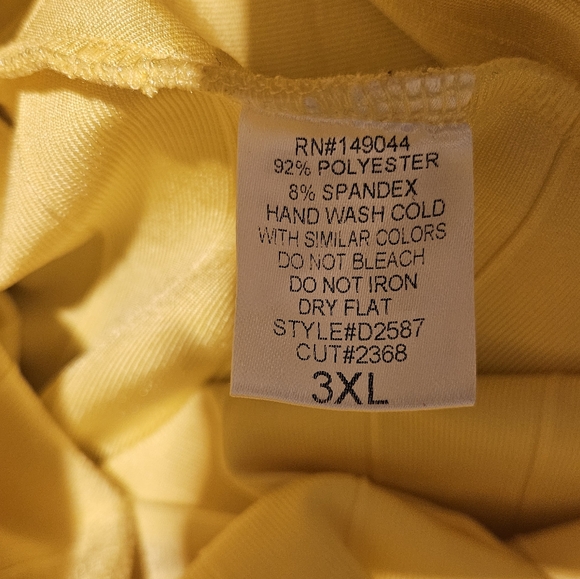 RN#149044
92% POLYESTER
8% SPANDEX
HAND WASH COLD
WITH SIMILAR COLORS
DO NOT BLEACH
DO NOT IRON
DRY FLAT
STYLE#D2587
CUT#2368
3XL